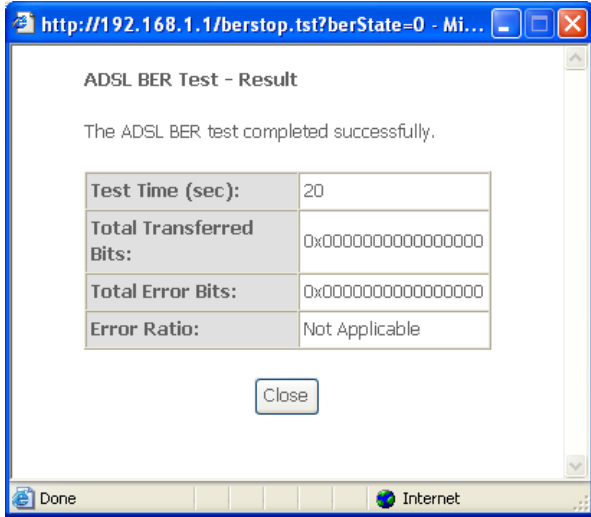 http://192.168.1.1/berstop.tst?berState=0 - Mi...
ADSL BER Test - Result
The ADSL BER test completed successfully.
Test Time (sec): 20
Total Transferred
Bits: 0x0000000000000000
Total Error Bits: 0x0000000000000000
Error Ratio: Not Applicable
Close
Done Internet